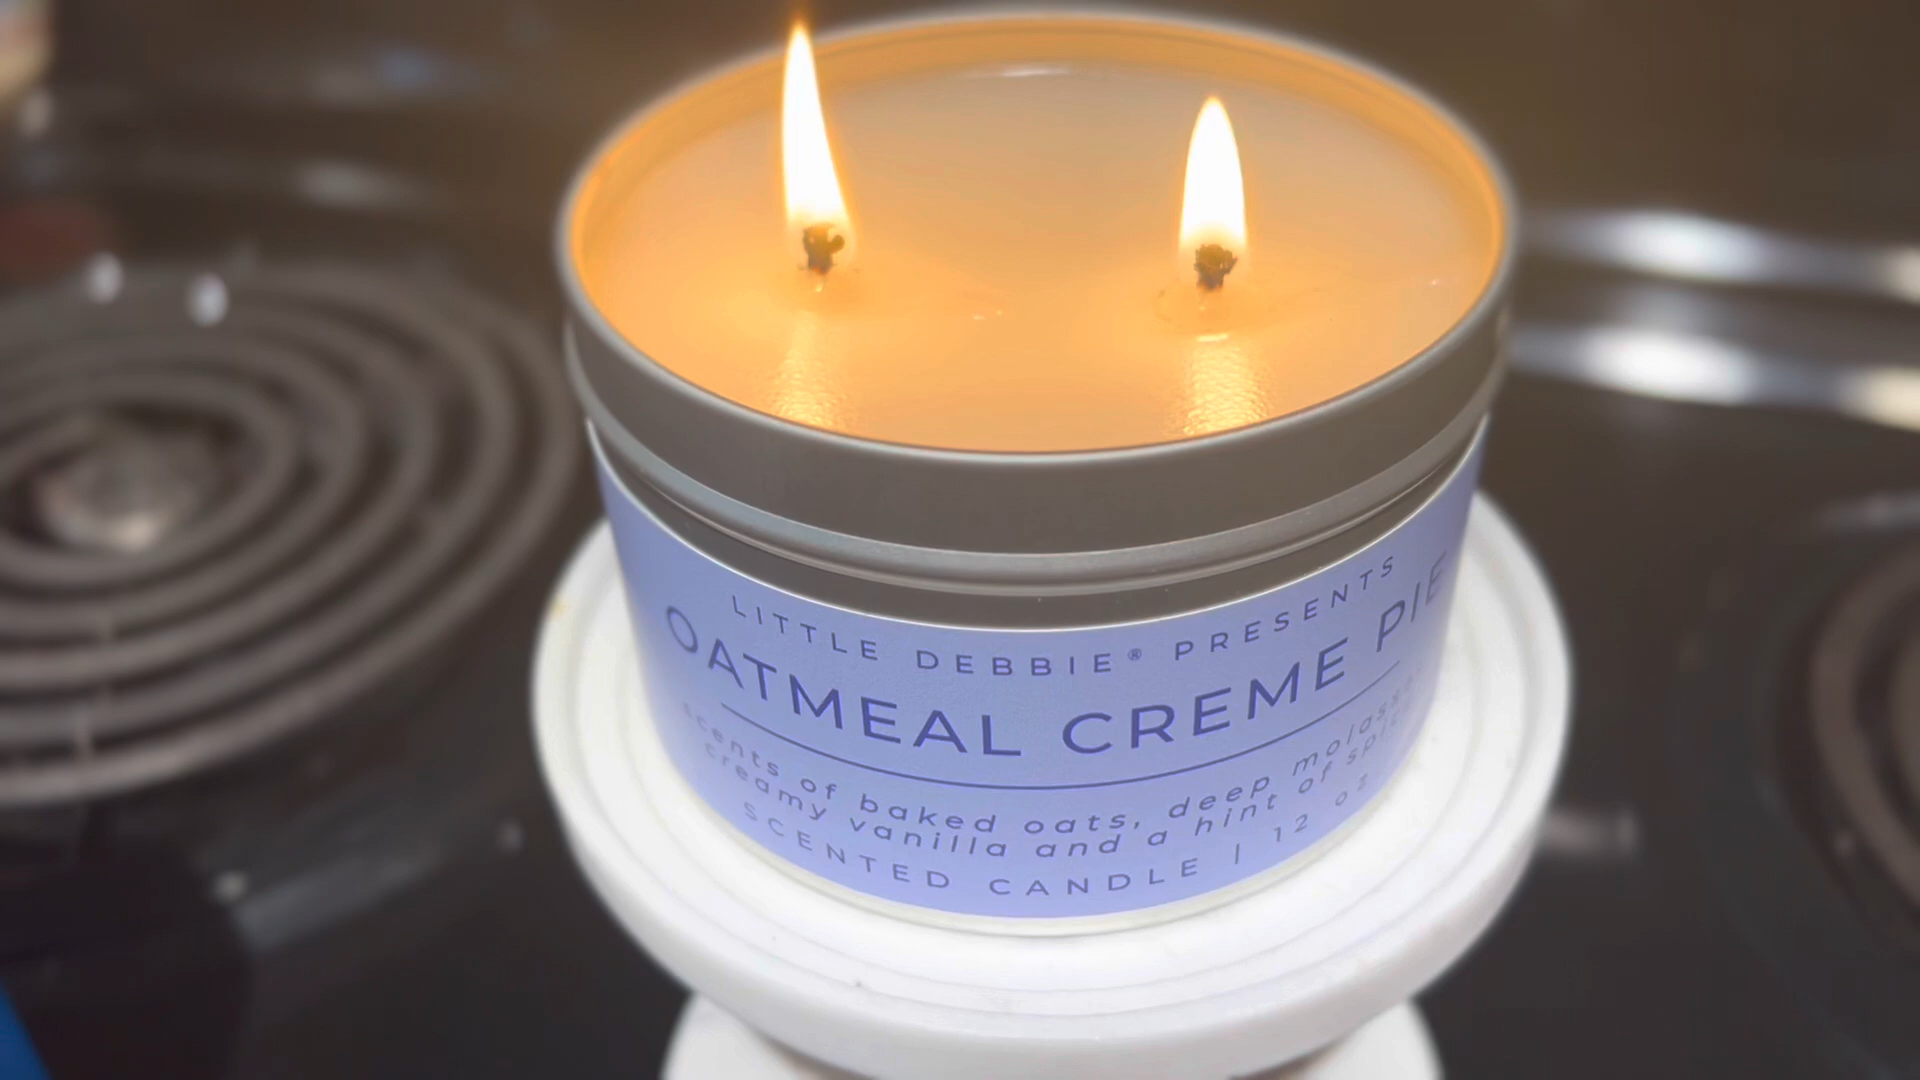 LITTLE DEBBIE® PRESENTS
OATMEAL CREME PIE
scents of baked oats, deep
creamy vanilla and a hint of
SCENTED CANDLE | 12 oz